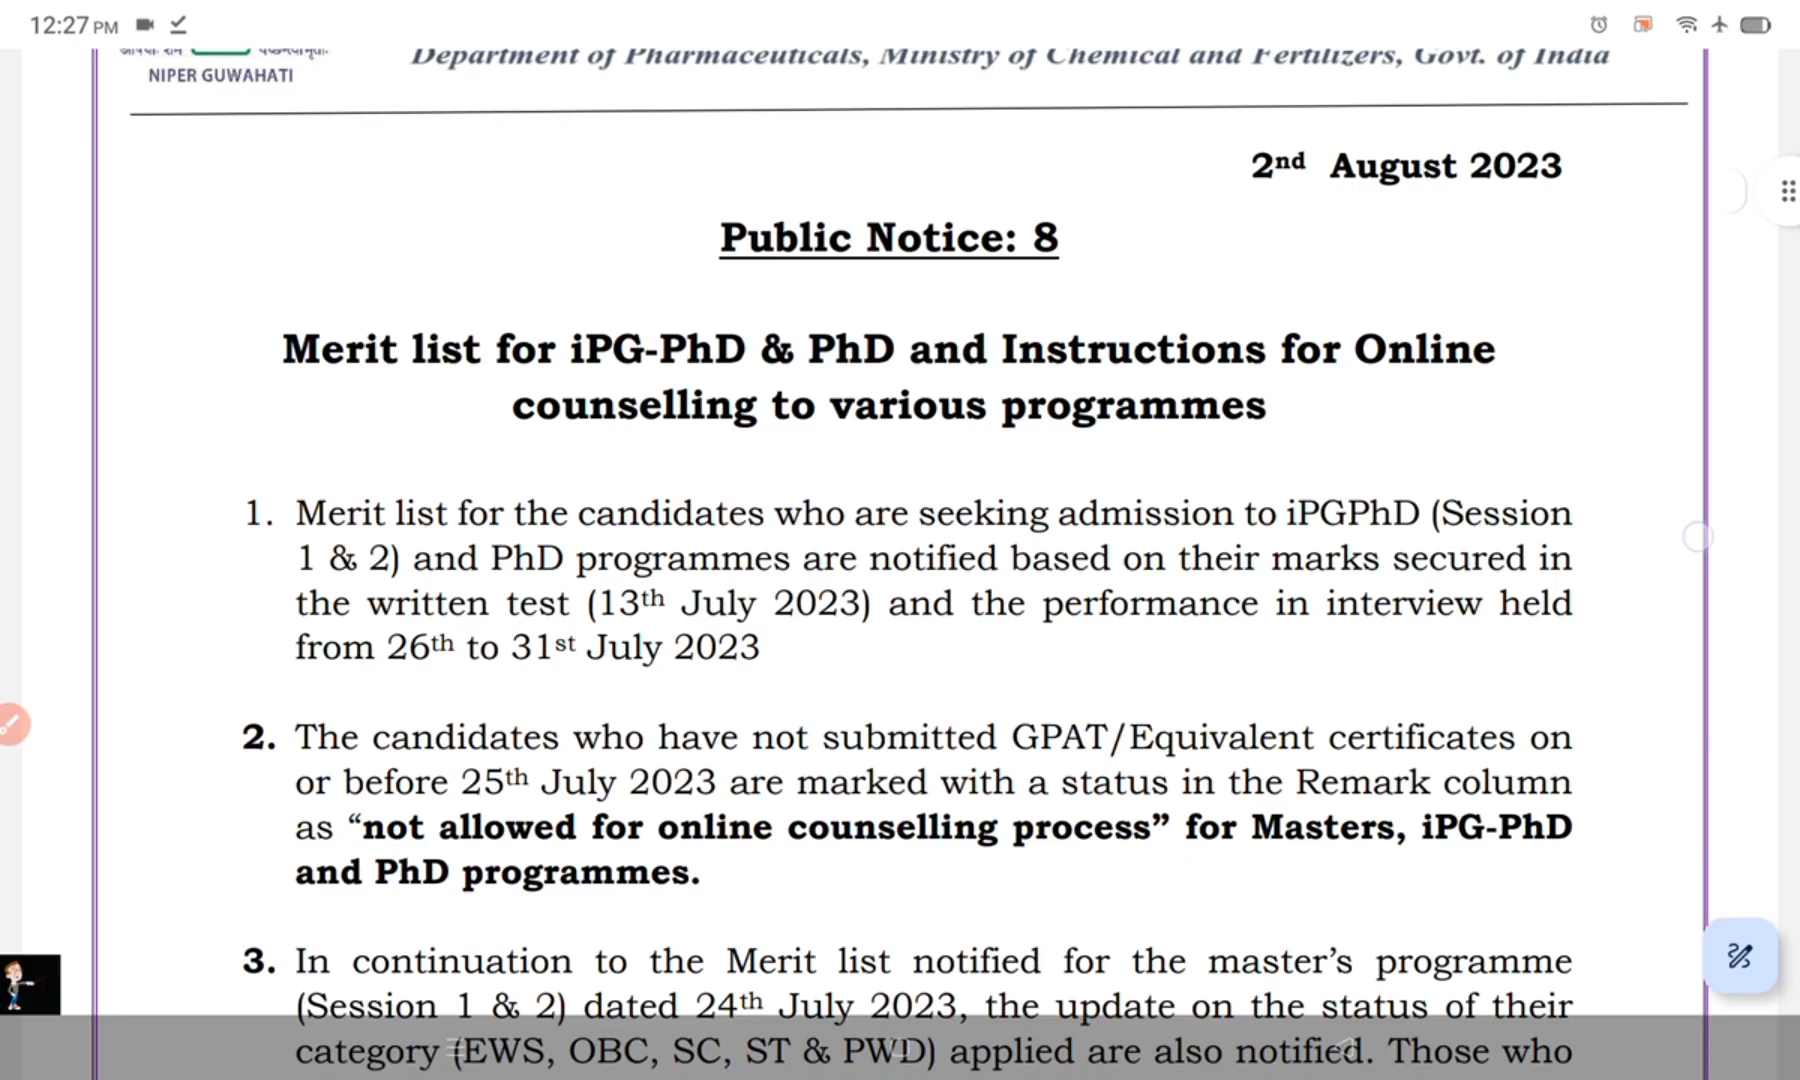 12:27 PM
NIPER GUWAHATI
Department of Pharmaceuticals, Ministry of Chemical and Fertilizers, Govt. of India
2nd August 2023
Public Notice: 8
Merit list for iPG-PhD & PhD and Instructions for Online
counselling to various programmes
1. Merit list for the candidates who are seeking admission to iPGPhD (Session
1 & 2) and PhD programmes are notified based on their marks secured in
the written test (13th July 2023) and the performance in interview held
from 26th to 31st July 2023
2. The candidates who have not submitted GPAT/Equivalent certificates on
or before 25th July 2023 are marked with a status in the Remark column
as “not allowed for online counselling process” for Masters, iPG-PhD
and PhD programmes.
3. In continuation to the Merit list notified for the master’s programme
(Session 1 & 2) dated 24th July 2023, the update on the status of their
category (EWS, OBC, SC, ST & PWD) applied are also notified. Those who